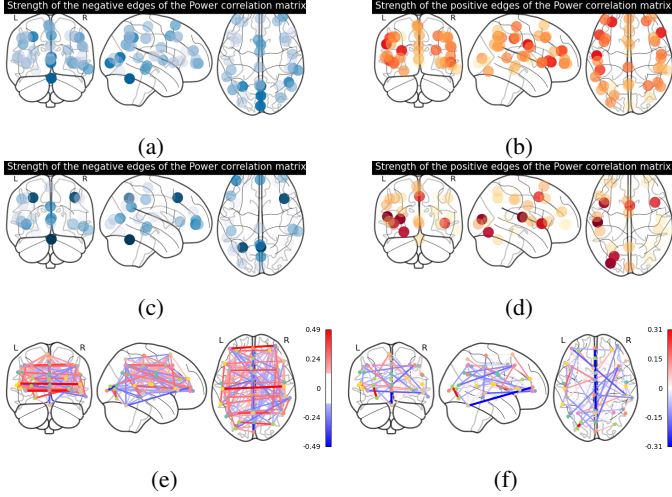 Strength of the negative edges of the Power correlation matrix
Strength of the positive edges of the Power correlation matrix
L R
L
(a)
(b)
Strength of the negative edges of the Power correlation matrix
Strength of the positive edges of the Power correlation matrix
L R
L
(c)
(d)
L R L R
0.49
0.24
0
-0.24
-0.49
L R L R
0.31
0.15
0
-0.15
-0.31
(e)
(f)